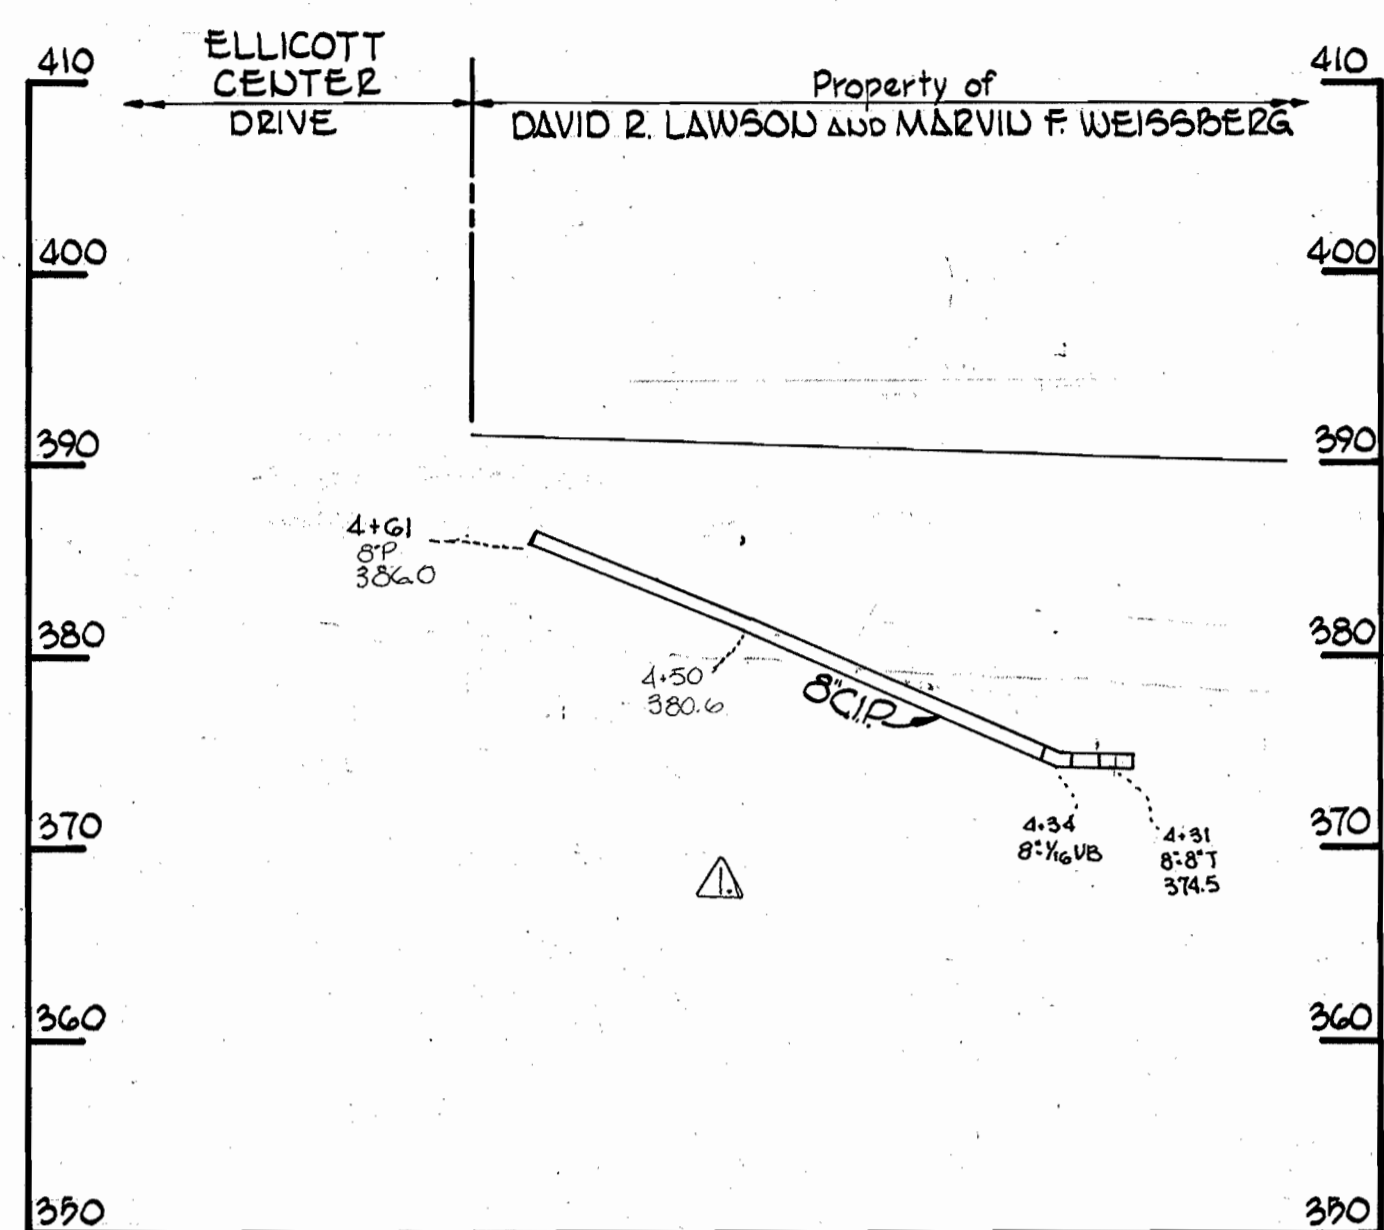 ELLICOTT
CENTER
DRIVE
Property of
DAVID R. LAWSON AND MARVIN F. WEISSBERG
410
410
400
400
390
390
4+61
8"P
386.0
380
380
4+50
380.6
8"C.I.P.
370
370
4+34
8"-1/16 VB
4+31
8"-8"T
374.5
1.
360
360
350
350